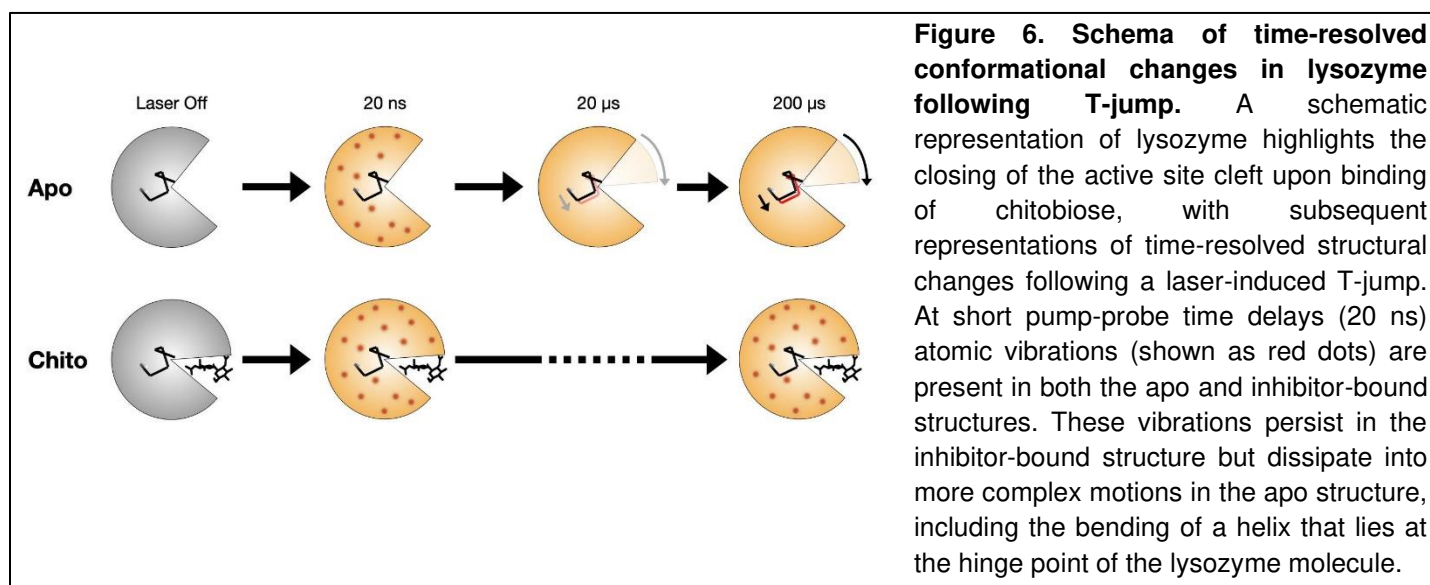 Laser Off 20 ns 20 µs 200 µs
Apo
Chito
Figure 6. Schema of time-resolved
conformational changes in lysozyme
following T-jump. A schematic
representation of lysozyme highlights the
closing of the active site cleft upon binding
of chitobiose, with subsequent
representations of time-resolved structural
changes following a laser-induced T-jump.
At short pump-probe time delays (20 ns)
atomic vibrations (shown as red dots) are
present in both the apo and inhibitor-bound
structures. These vibrations persist in the
inhibitor-bound structure but dissipate into
more complex motions in the apo structure,
including the bending of a helix that lies at
the hinge point of the lysozyme molecule.